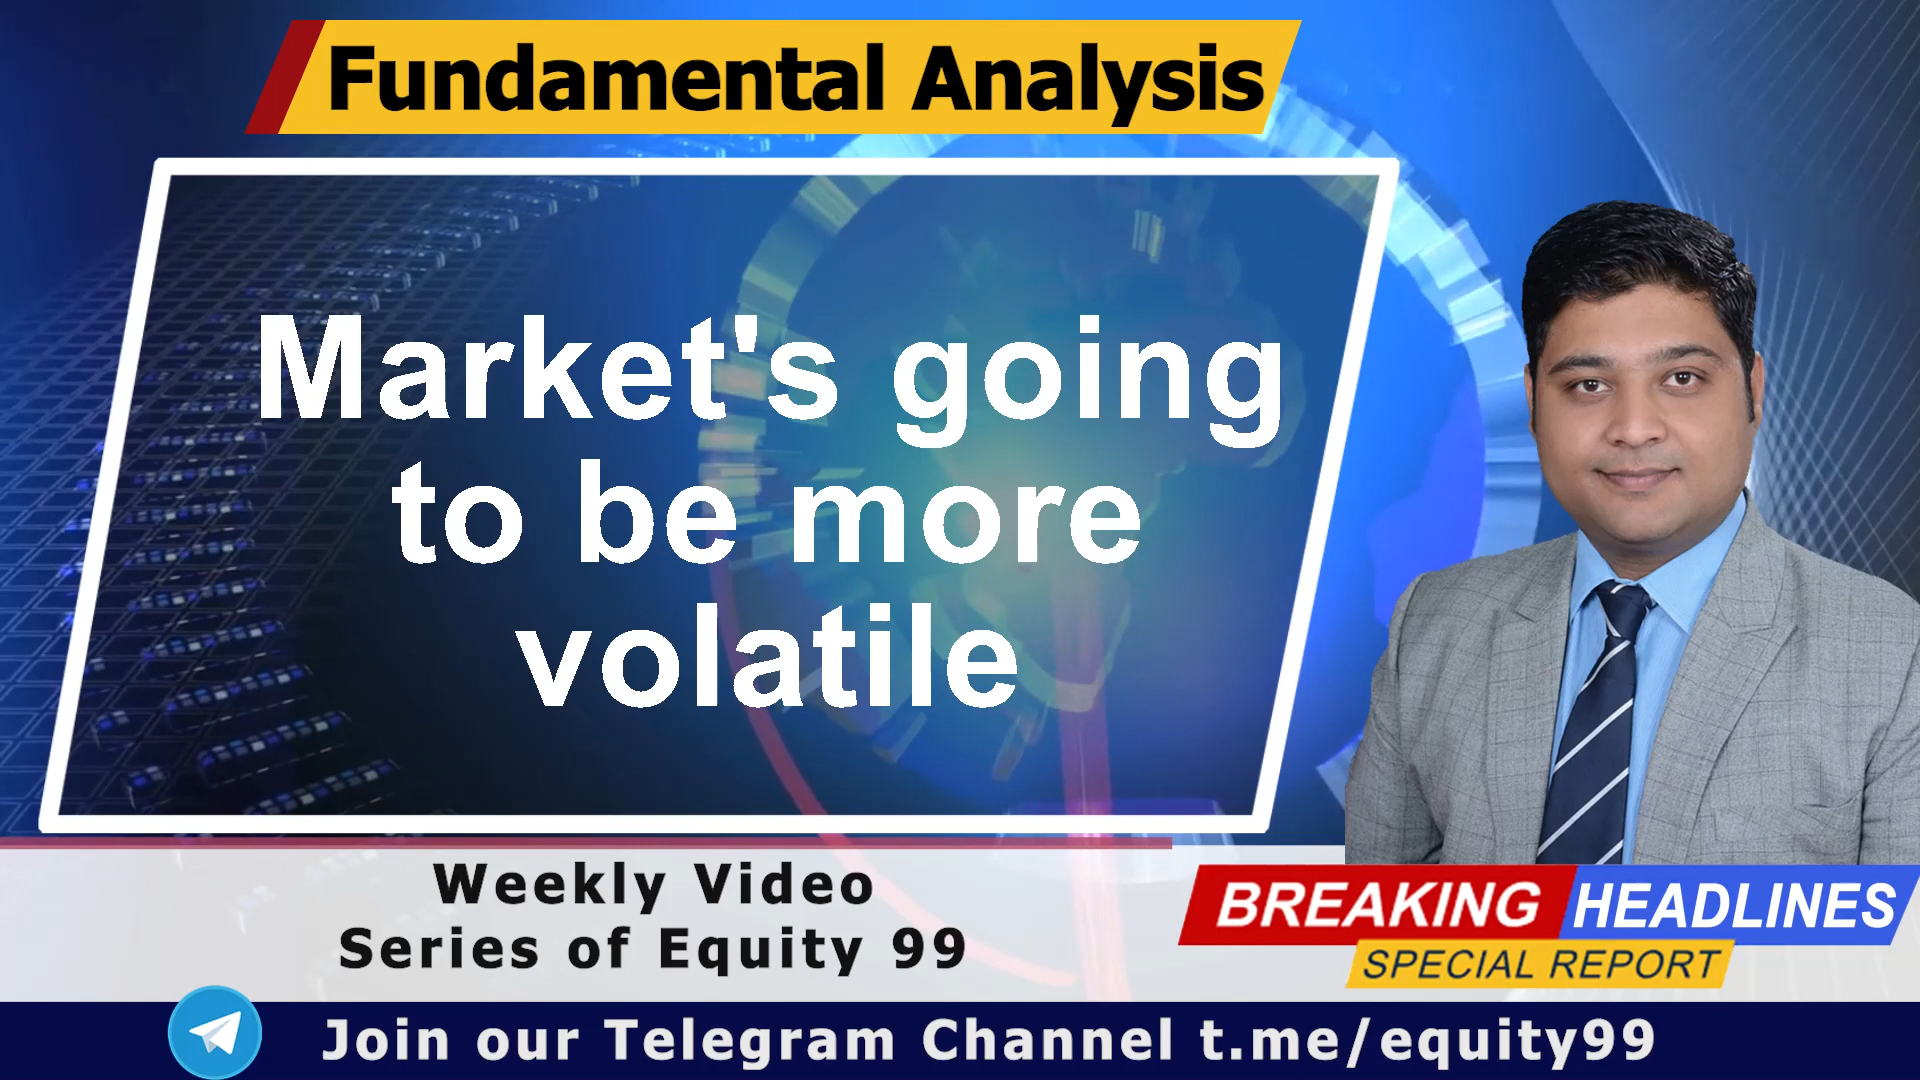 Fundamental Analysis
Market's going
to be more
volatile
Weekly Video
Series of Equity 99
BREAKING HEADLINES
SPECIAL REPORT
Join our Telegram Channel t.me/equity99